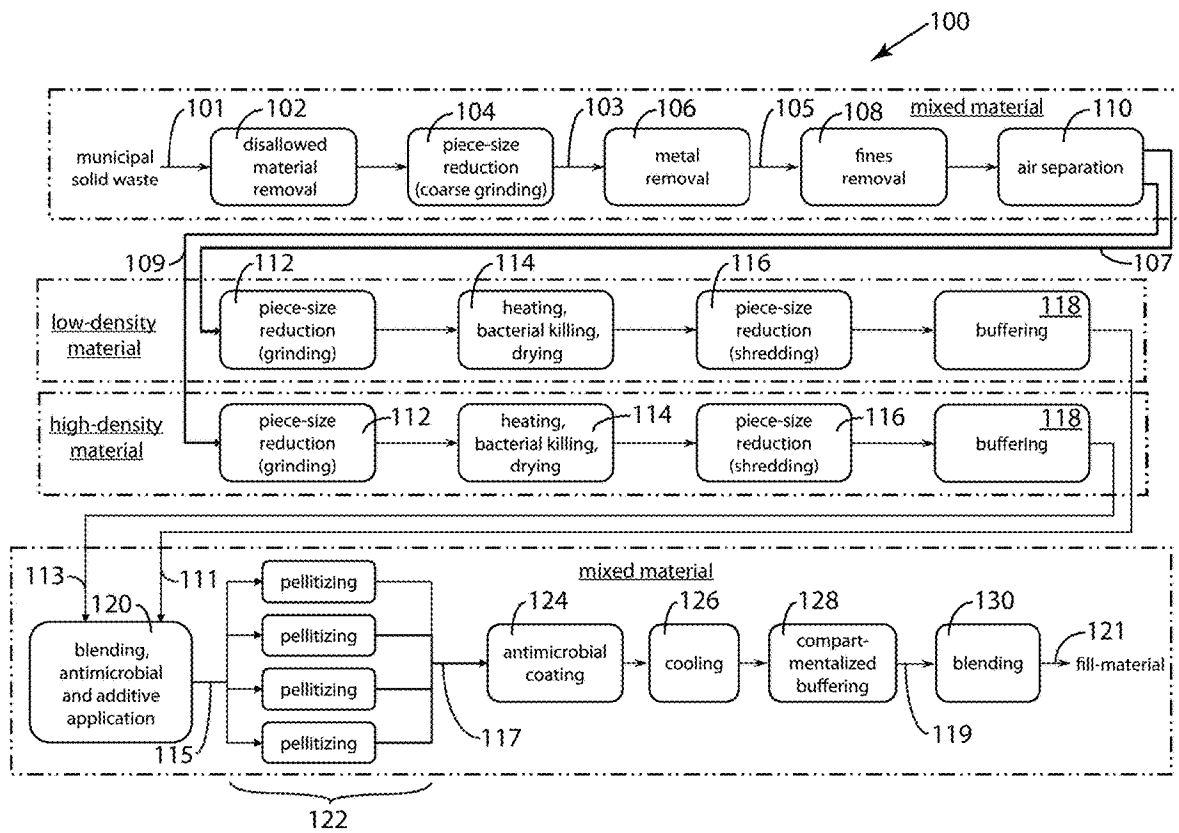 100
mixed material
101
102
104
103
106
105
108
110
municipal
solid waste
disallowed
material
removal
piece-size
reduction
(coarse grinding)
metal
removal
fines
removal
air separation
109
107
low-density
material
112
piece-size
reduction
(grinding)
114
heating,
bacterial killing,
drying
116
piece-size
reduction
(shredding)
118
buffering
high-density
material
piece-size
reduction
(grinding)
112
heating,
bacterial killing,
drying
114
piece-size
reduction
(shredding)
116
118
buffering
mixed material
113
111
120
blending,
antimicrobial
and additive
application
115
pellitizing
pellitizing
pellitizing
pellitizing
122
117
124
antimicrobial
coating
126
cooling
128
compart-
mentalized
buffering
119
130
blending
121
fill-material